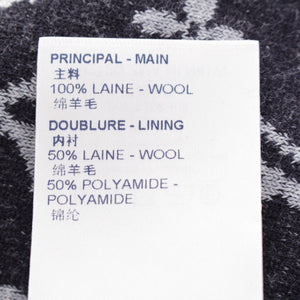 PRINCIPAL - MAIN
主料
100% LAINE - WOOL
绵羊毛
DOUBLURE - LINING
内衬
50% LAINE - WOOL
绵羊毛
50% POLYAMIDE -
POLYAMIDE
锦纶